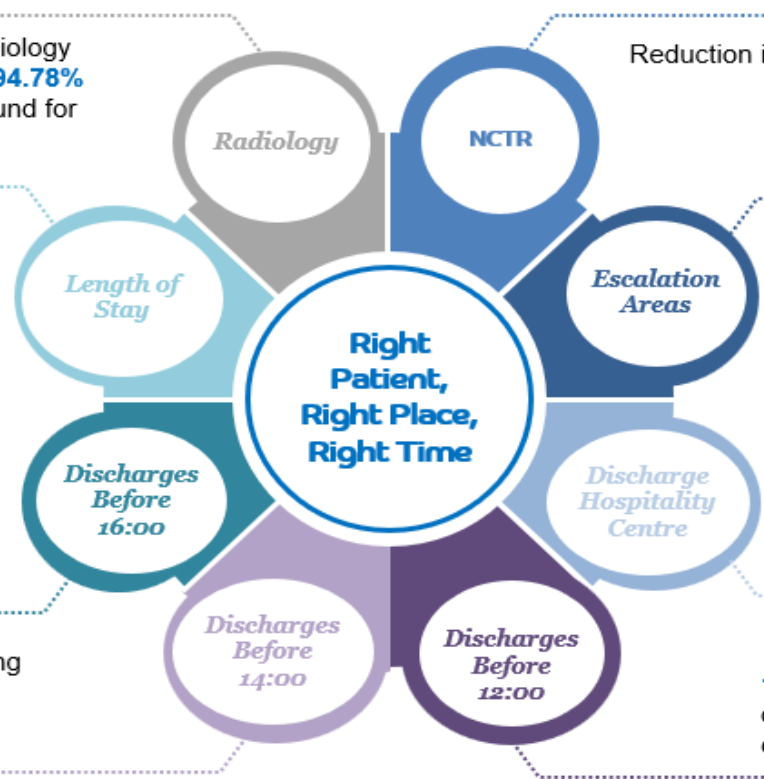 iology
94.78%
und for
Reduction i
Radiology
NCTR
Length of
Stay
Escalation
Areas
Right
Patient,
Right Place,
Right Time
Discharges
Before
16:00
Discharge
Hospitality
Centre
Discharges
Before
14:00
Discharges
Before
12:00
ng